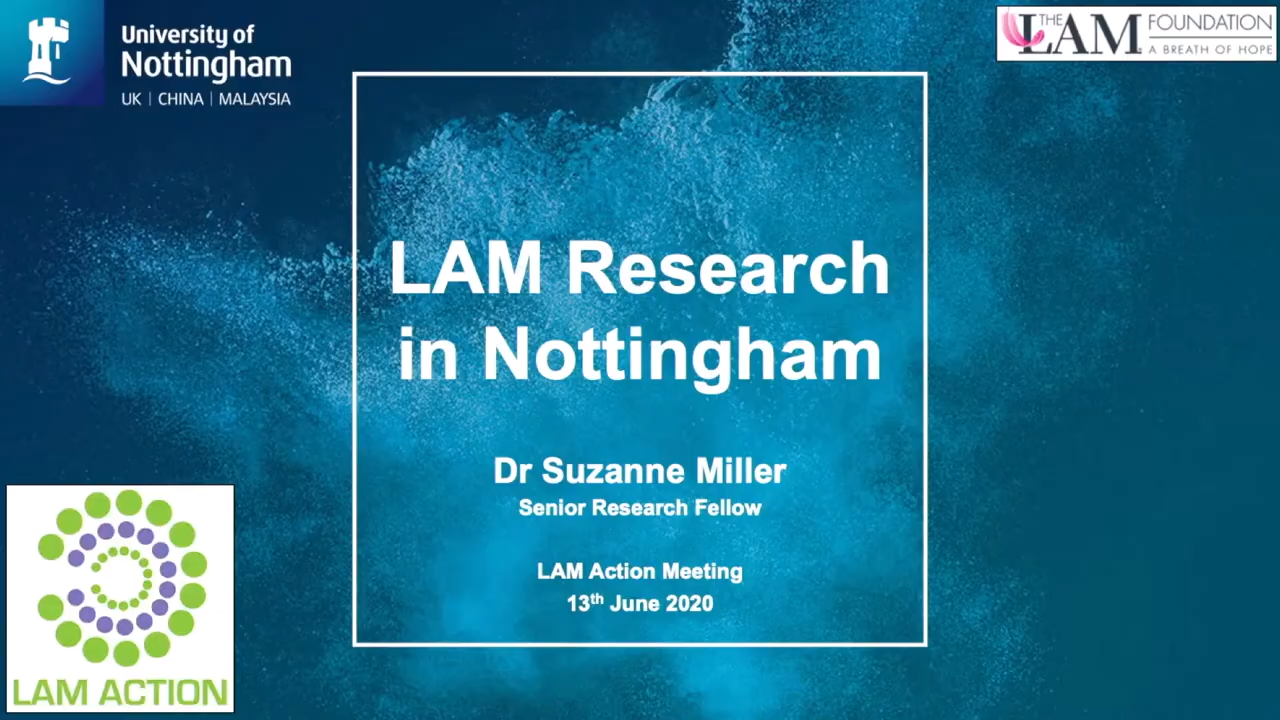 University of
Nottingham
UK | CHINA | MALAYSIA
THE
LAM FOUNDATION
A BREATH OF HOPE
LAM Research
in Nottingham
Dr Suzanne Miller
Senior Research Fellow
LAM Action Meeting
13th June 2020
LAM ACTION